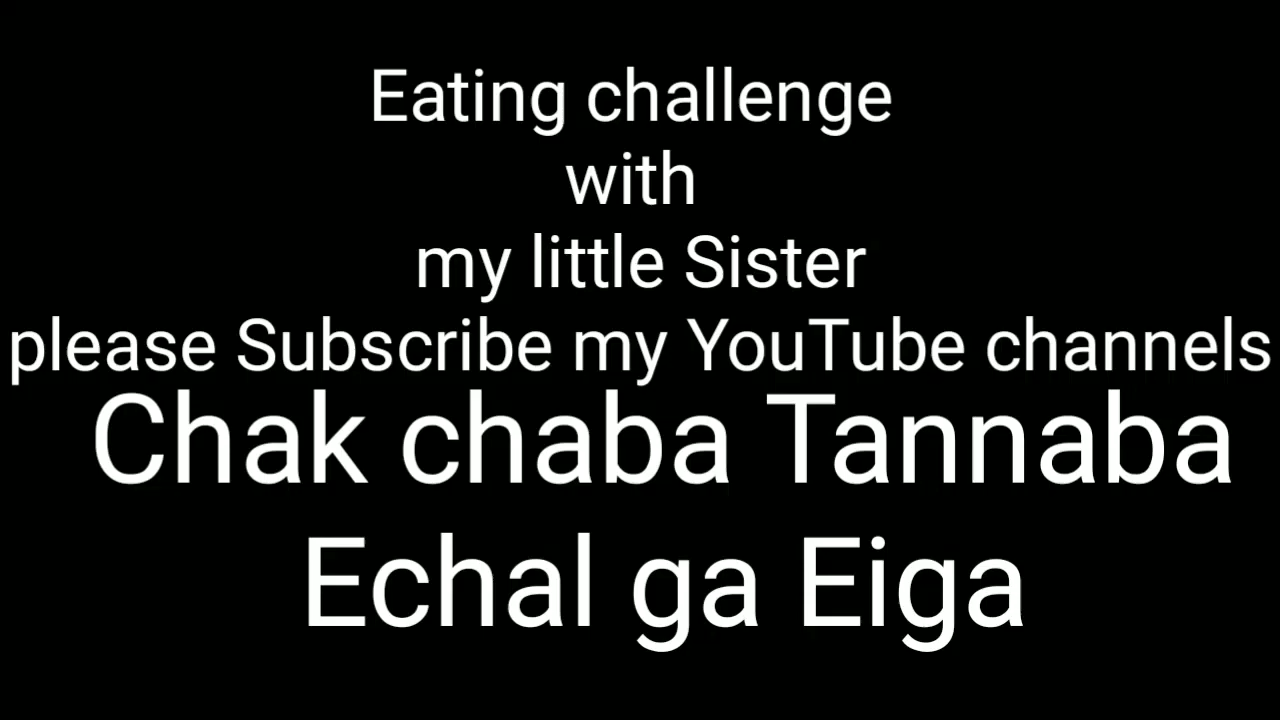 Eating challenge
with
my little Sister
please Subscribe my YouTube channels
Chak chaba Tannaba
Echal ga Eiga